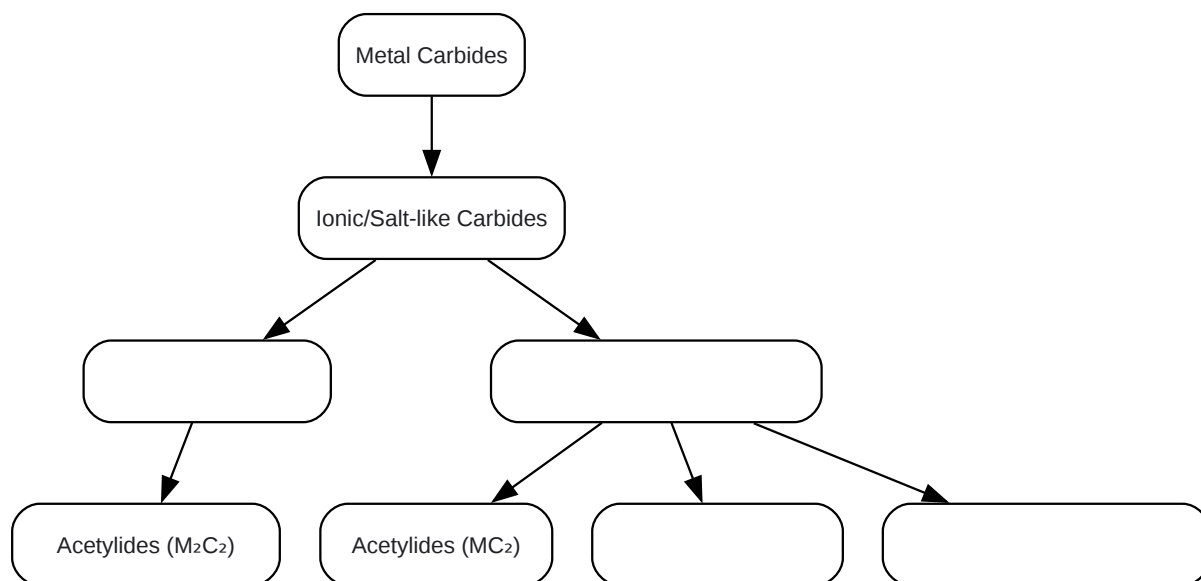 Metal Carbides
Ionic/Salt-like Carbides
Acetylides (M₂C₂)
Acetylides (MC₂)